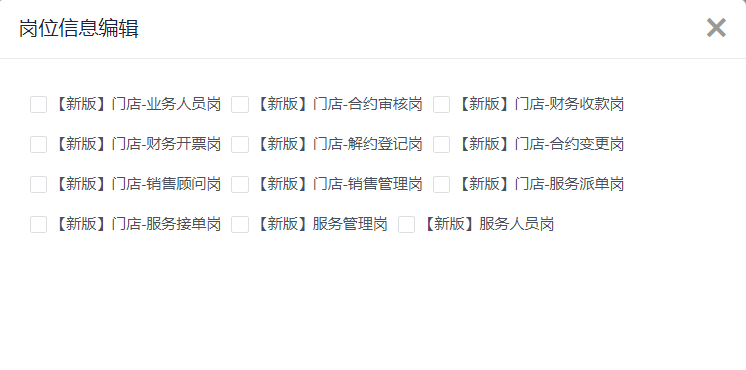 岗位信息编辑
【新版】门店-业务人员岗 【新版】门店-合约审核岗 【新版】门店-财务收款岗
【新版】门店-财务开票岗 【新版】门店-解约登记岗 【新版】门店-合约变更岗
【新版】门店-销售顾问岗 【新版】门店-销售管理岗 【新版】门店-服务派单岗
【新版】门店-服务接单岗 【新版】服务管理岗 【新版】服务人员岗